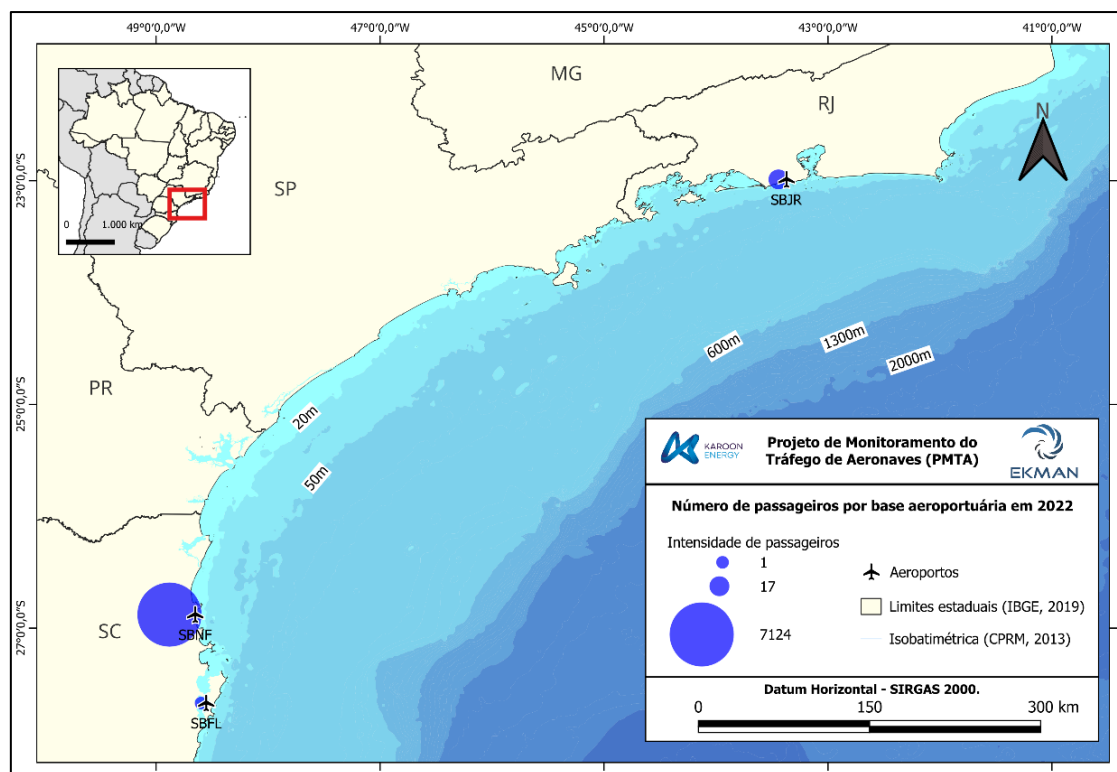 49°0'0,0"W
47°0'0,0"W
45°0'0,0"W
43°0'0,0"W
41°0'0,0"W
MG
RJ
N
SP
0 1.000 km
23°0'0,0"S
SBJR
600m
1300m
2000m
PR
20m
25°0'0,0"S
50m
SC
SBNF
27°0'0,0"S
SBFL
KAROON
ENERGY
Projeto de Monitoramento do
Tráfego de Aeronaves (PMTA)
EKMAN
Número de passageiros por base aeroportuária em 2022
Intensidade de passageiros
1
17
7124
Aeroportos
Limites estaduais (IBGE, 2019)
Isobatimétrica (CPRM, 2013)
Datum Horizontal - SIRGAS 2000.
0 150 300 km